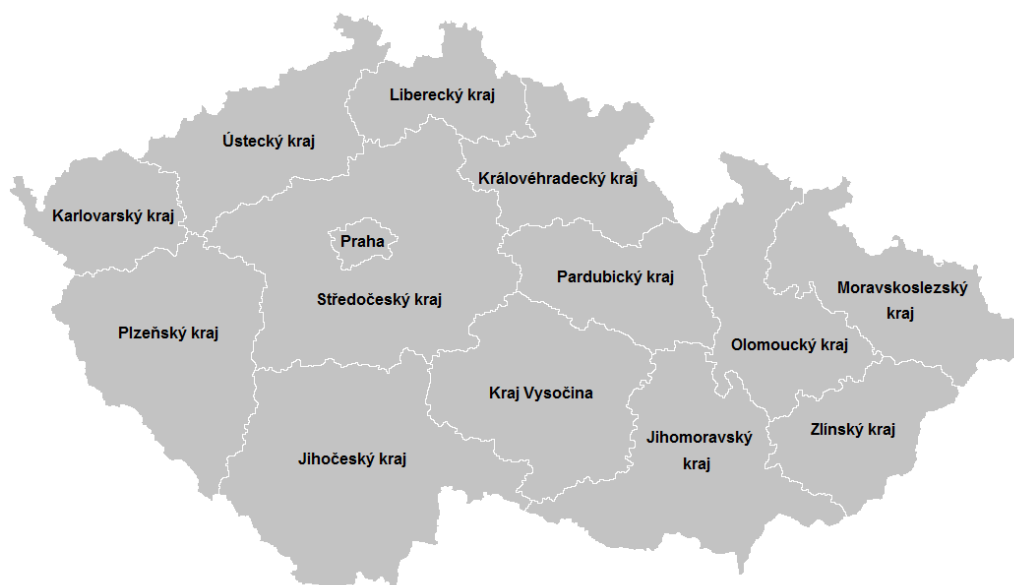 Liberecký kraj
Ústecký kraj
Královéhradecký kraj
Karlovarský kraj
Praha
Pardubický kraj
Moravskoslezský
kraj
Středočeský kraj
Plzeňský kraj
Olomoucký kraj
Kraj Vysočina
Zlínský kraj
Jihomoravský
kraj
Jihočeský kraj